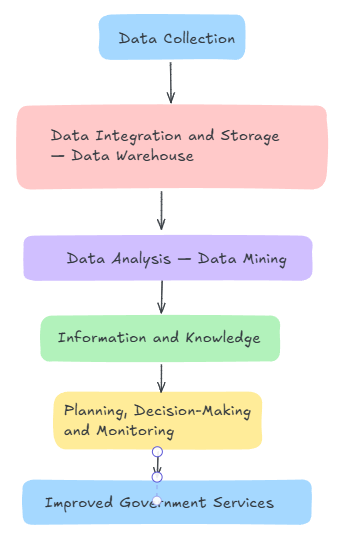 Data Collection
Data Integration and Storage
— Data Warehouse
Data Analysis — Data Mining
Information and Knowledge
Planning, Decision-Making
and Monitoring
Improved Government Services